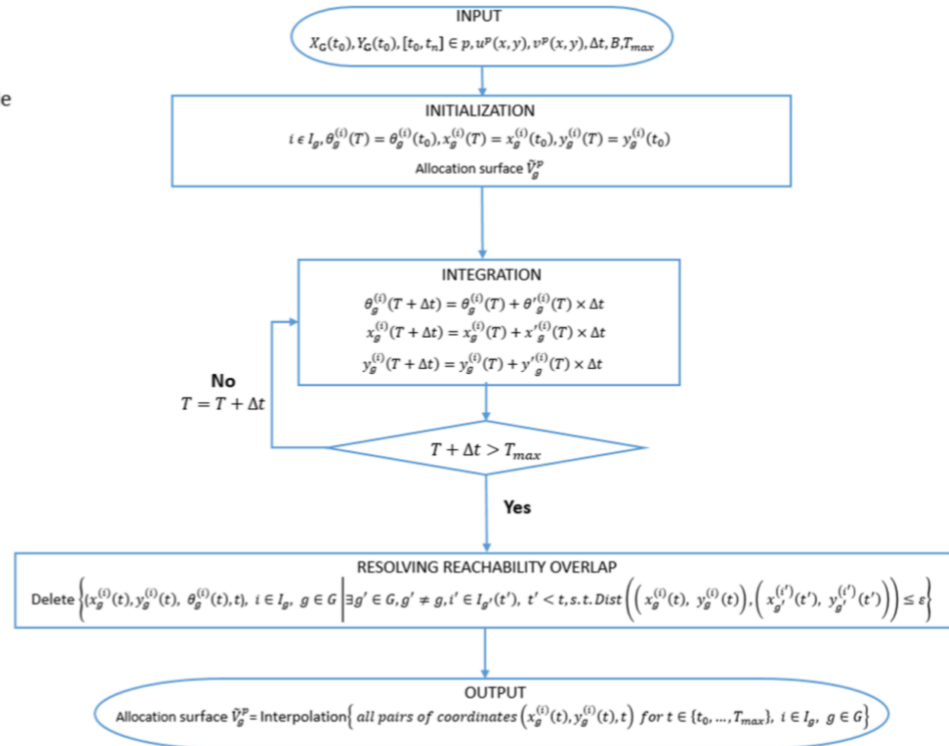 INPUT
X_G(t_0), Y_G(t_0), [t_0, t_n] ∈ p, u^p(x, y), v^p(x, y), Δt, B, T_max
e
INITIALIZATION
i ϵ I_g, θ_g^(i)(T) = θ_g^(i)(t_0), x_g^(i)(T) = x_g^(i)(t_0), y_g^(i)(T) = y_g^(i)(t_0)
Allocation surface Ṽ_g^p
INTEGRATION
θ_g^(i)(T + Δt) = θ_g^(i)(T) + θ'_g^(i)(T) × Δt
x_g^(i)(T + Δt) = x_g^(i)(T) + x'_g^(i)(T) × Δt
y_g^(i)(T + Δt) = y_g^(i)(T) + y'_g^(i)(T) × Δt
No
T = T + Δt
T + Δt > T_max
Yes
RESOLVING REACHABILITY OVERLAP
Delete {(x_g^(i)(t), y_g^(i)(t), θ_g^(i)(t), t), i ∈ I_g, g ∈ G | ∃g' ∈ G, g' ≠ g, i' ∈ I_g'(t'), t' < t, s.t. Dist((x_g^(i)(t), y_g^(i)(t)), (x_g'^(i')(t'), y_g'^(i')(t'))) ≤ ε}
OUTPUT
Allocation surface Ṽ_g^p = Interpolation{ all pairs of coordinates (x_g^(i)(t), y_g^(i)(t), t) for t ∈ {t_0, ..., T_max}, i ∈ I_g, g ∈ G}